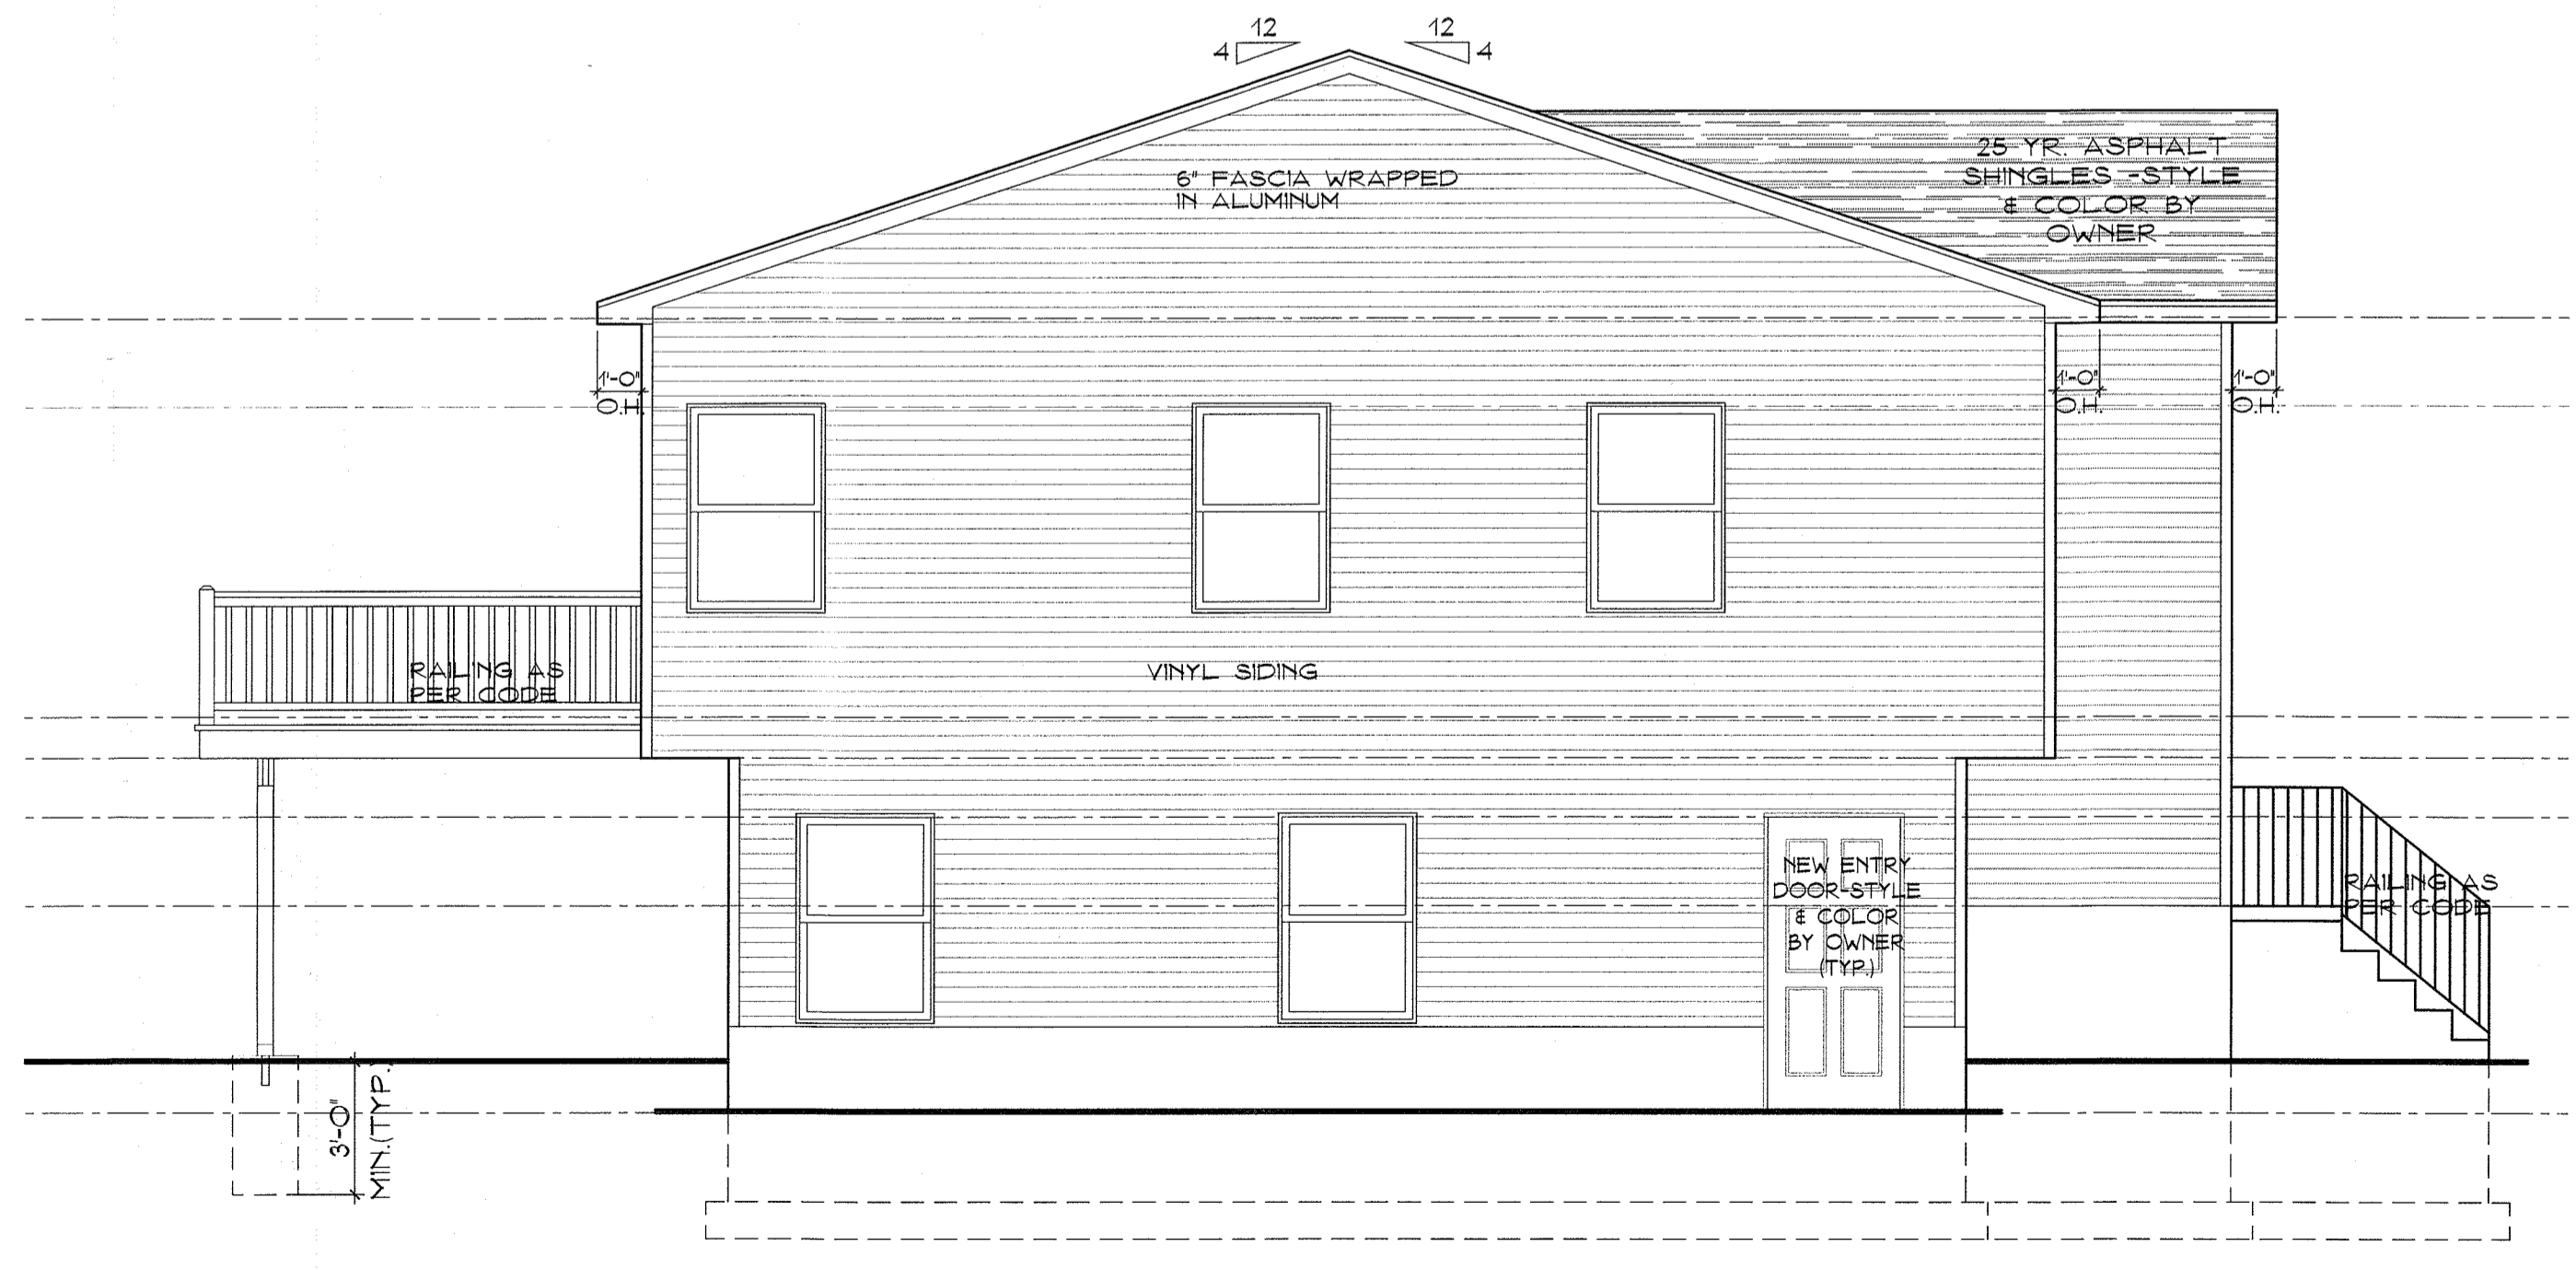 12
12
4
4
25 YR. ASPHALT
SHINGLES -STYLE
& COLOR BY
OWNER
6" FASCIA WRAPPED
IN ALUMINUM
1'-0"
O.H.
1'-0"
O.H.
1'-0"
O.H.
RAILING AS
PER CODE
VINYL SIDING
NEW ENTRY
DOOR-STYLE
& COLOR
BY OWNER
(TYP.)
RAILING AS
PER CODE
3'-0"
MIN.(TYP.)